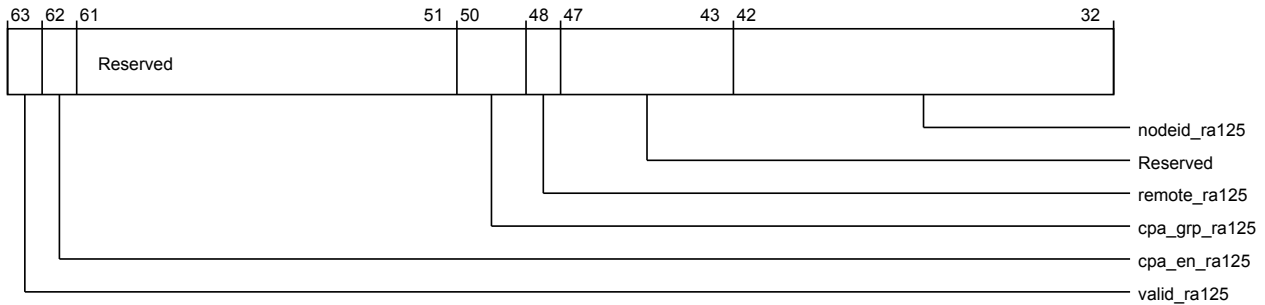 63 62 61 51 50 48 47 43 42 32
Reserved
nodeid_ra125
Reserved
remote_ra125
cpa_grp_ra125
cpa_en_ra125
valid_ra125